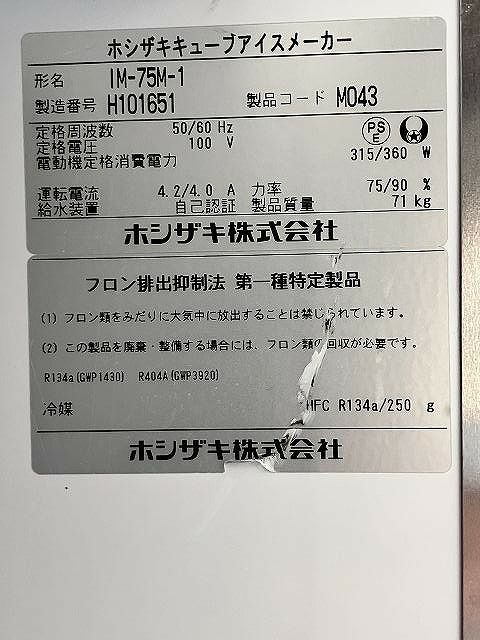 ホシザキキューブアイスメーカー
形名 IM-75M-1
製造番号 H101651 製品コード M043
定格周波数 50/60 Hz
定格電圧 100 V
電動機定格消費電力 315/360 W
PS
E
運転電流 4.2/4.0 A 力率 75/90 %
給水装置 自己認証 製品質量 71 kg
ホシザキ株式会社
フロン排出抑制法 第一種特定製品
(1) フロン類をみだりに大気中に放出することは禁じられています。
(2) この製品を廃棄・整備する場合には、フロン類の回収が必要です。
R134a(GWP1430) R404A(GWP3920)
冷媒 HFC R134a/250 g
ホシザキ株式会社